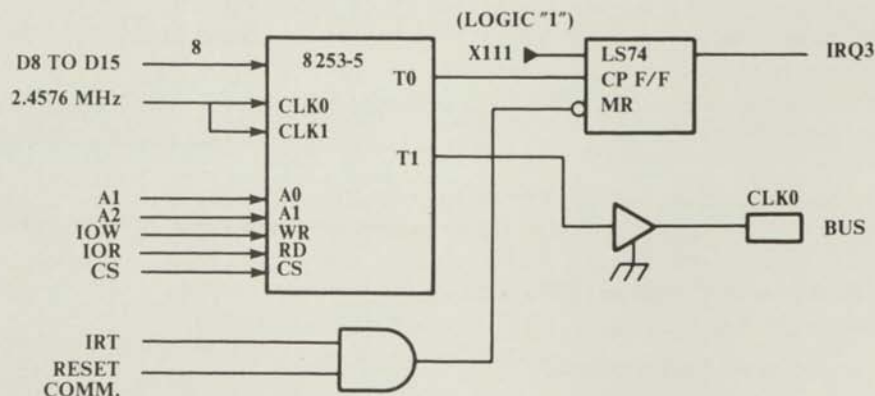 (LOGIC "1")
8
D8 TO D15
8253-5
X111
LS74
IRQ3
T0
CP F/F
2.4576 MHz
CLK0
MR
CLK1
T1
A1
A0
CLK0
A2
A1
IOW
WR
BUS
IOR
RD
CS
CS
IRT
RESET
COMM.